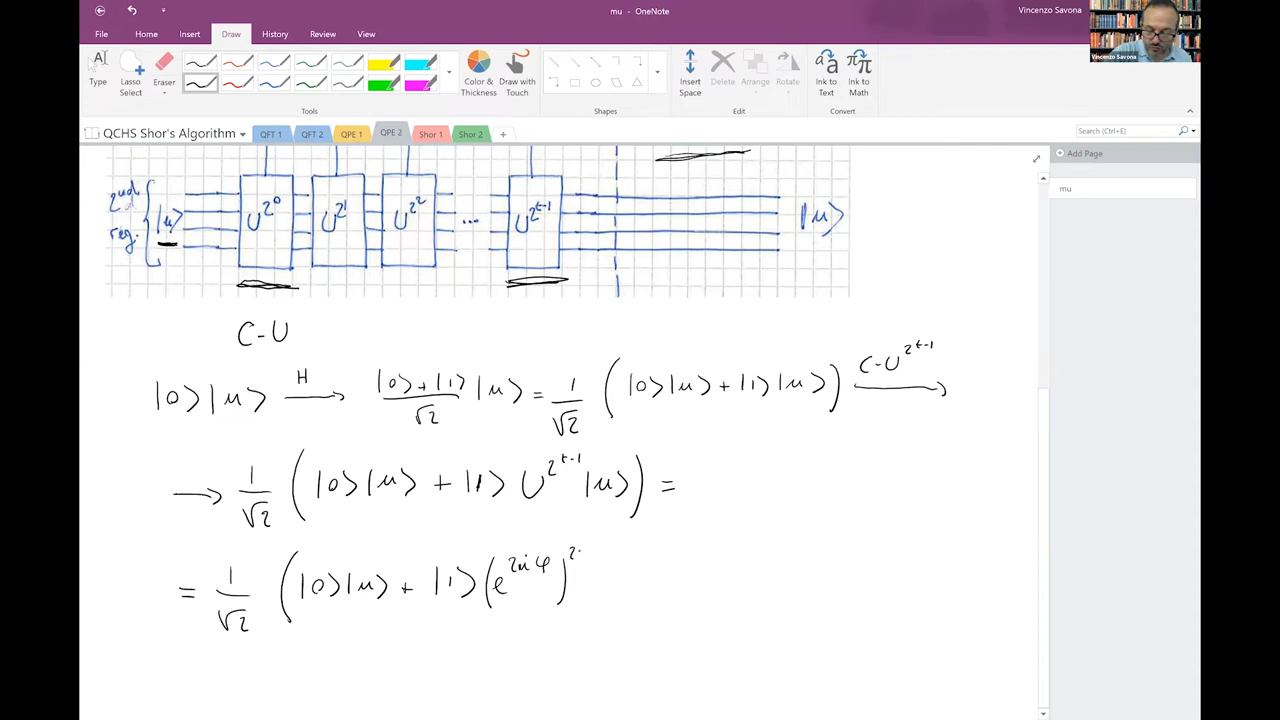 mu - OneNote
Vincenzo Savona
File Home Insert Draw History Review View
Type Lasso Select Eraser Color & Thickness Draw with Touch Insert Space Delete Arrange Rotate Ink to Text Ink to Math
Tools Shapes Edit Convert
QCHS Shor's Algorithm QFT 1 QFT 2 QPE 1 QPE 2 Shor 1 Shor 2 Search (Ctrl+E)
Add Page
mu
Vincenzo Savona
2nd reg. { |u> U^{2^0} U^{2^1} U^{2^2} ... U^{2^{t-1}} |u>
C-U
|0>|u> H→ (|0>+|1>)/√2 |u> = 1/√2 (|0>|u> + |1>|u>) C-U^{2^{t-1}} →
→ 1/√2 (|0>|u> + |1> U^{2^{t-1}} |u>) =
= 1/√2 (|0>|u> + |1> (e^{2πiφ})^2